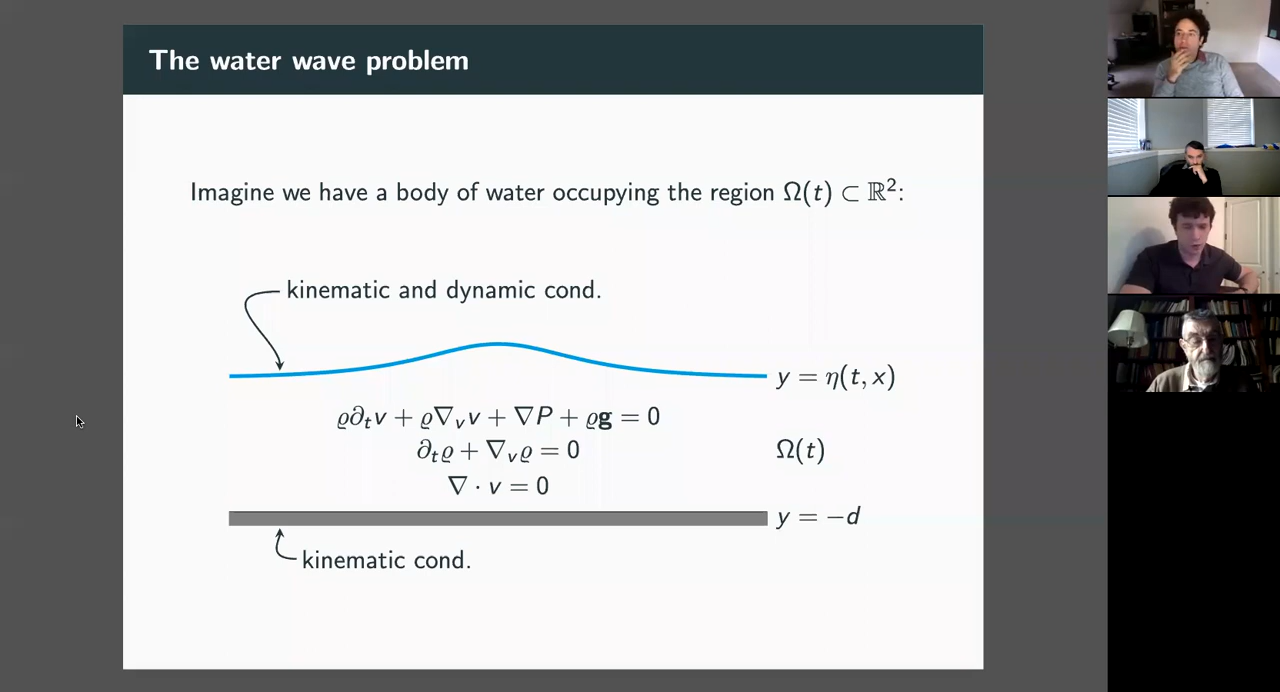 The water wave problem
Imagine we have a body of water occupying the region Ω(t) ⊂ ℝ²:
kinematic and dynamic cond.
y = η(t, x)
ϱ∂ₜv + ϱ∇ᵥv + ∇P + ϱ𝐠 = 0
∂ₜϱ + ∇ᵥϱ = 0
Ω(t)
∇ · v = 0
y = −d
kinematic cond.